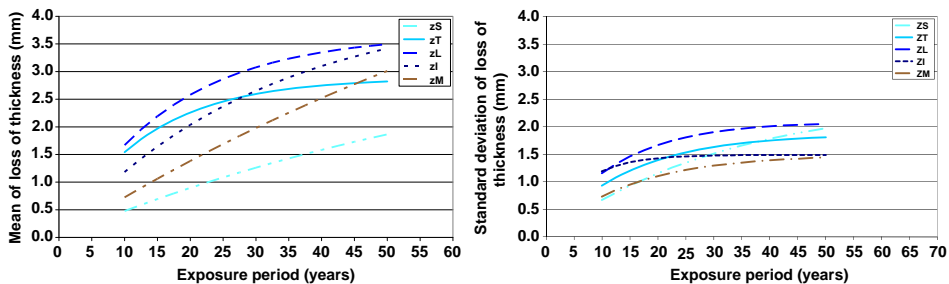 Mean of loss of thickness (mm)
4.0
3.5
3.0
2.5
2.0
1.5
1.0
0.5
0.0
zS
zT
zL
zI
zM
0 5 10 15 20 25 30 35 40 45 50 55 60
Exposure period (years)
Standard deviation of loss of
thickness (mm)
4.0
3.5
3.0
2.5
2.0
1.5
1.0
0.5
0.0
ZS
ZT
ZL
ZI
ZM
0 5 10 15 20 25 30 35 40 45 50 55 60 65 70
Exposure period (years)